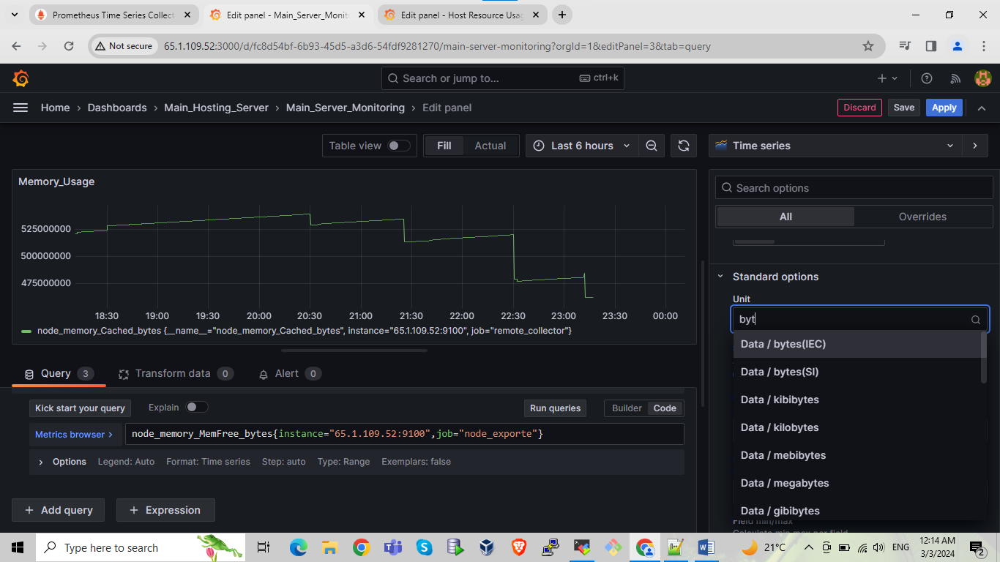 Prometheus Time Series Collect
Edit panel - Main_Server_Monito
Edit panel - Host Resource Usag
Not secure
65.1.109.52:3000/d/fc8d54bf-6b93-45d5-a3d6-54fdf9281270/main-server-monitoring?orgId=1&editPanel=3&tab=query
Search or jump to...
ctrl+k
Home > Dashboards > Main_Hosting_Server > Main_Server_Monitoring > Edit panel
Discard
Save
Apply
Table view
Fill
Actual
Last 6 hours
Time series
Memory_Usage
525000000
500000000
475000000
18:30 19:00 19:30 20:00 20:30 21:00 21:30 22:00 22:30 23:00 23:30 00:00
node_memory_Cached_bytes {__name__="node_memory_Cached_bytes", instance="65.1.109.52:9100", job="remote_collector"}
Search options
All
Overrides
Standard options
Unit
byt
Data / bytes(IEC)
Data / bytes(SI)
Data / kibibytes
Data / kilobytes
Data / mebibytes
Data / megabytes
Data / gibibytes
Field min/max
Calculate min max per field
Query 3
Transform data 0
Alert 0
Kick start your query
Explain
Run queries
Builder
Code
Metrics browser >
node_memory_MemFree_bytes{instance="65.1.109.52:9100",job="node_exporte"}
> Options Legend: Auto Format: Time series Step: auto Type: Range Exemplars: false
+ Add query
+ Expression
Type here to search
21°C
ENG
12:14 AM
3/3/2024
2